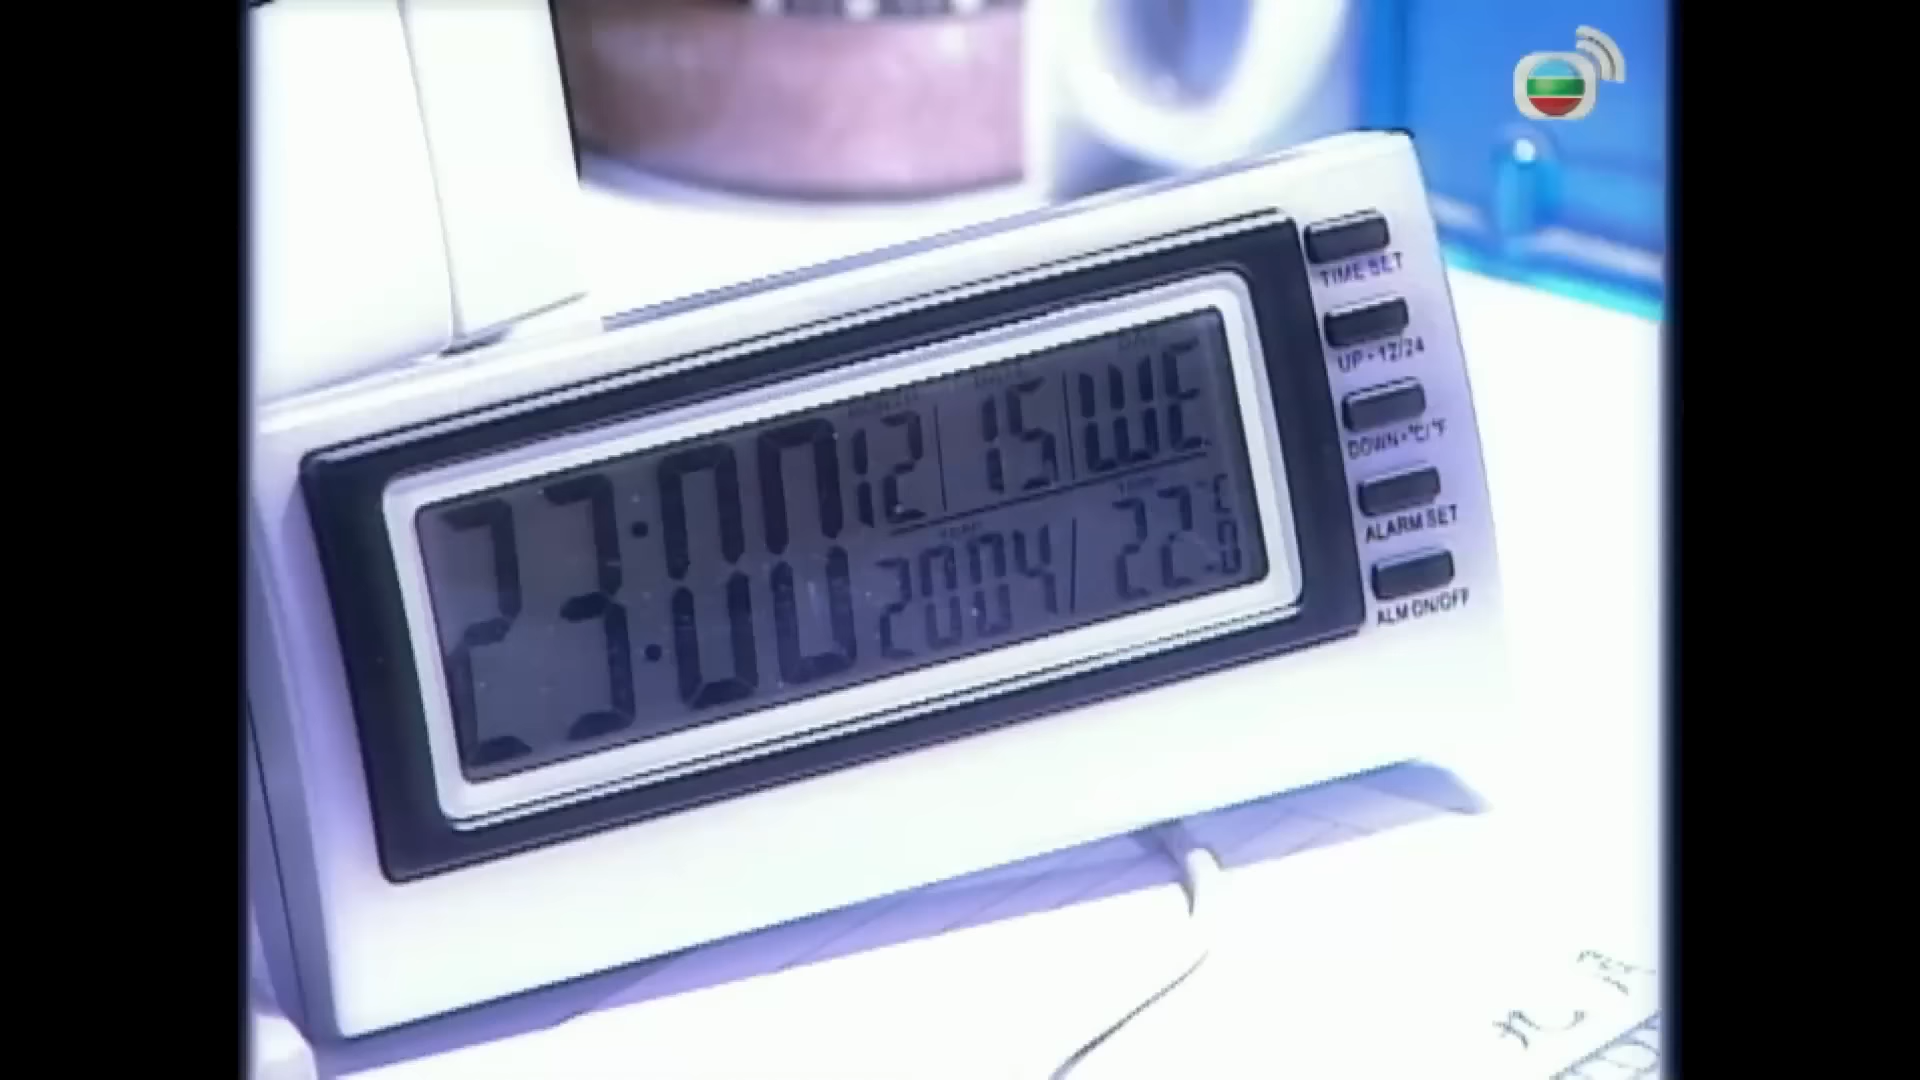 23:00
12 15 WE
2004 22.0 °C
TIME SET
UP • 12/24
DOWN • °C/°F
ALARM SET
ALM ON/OFF